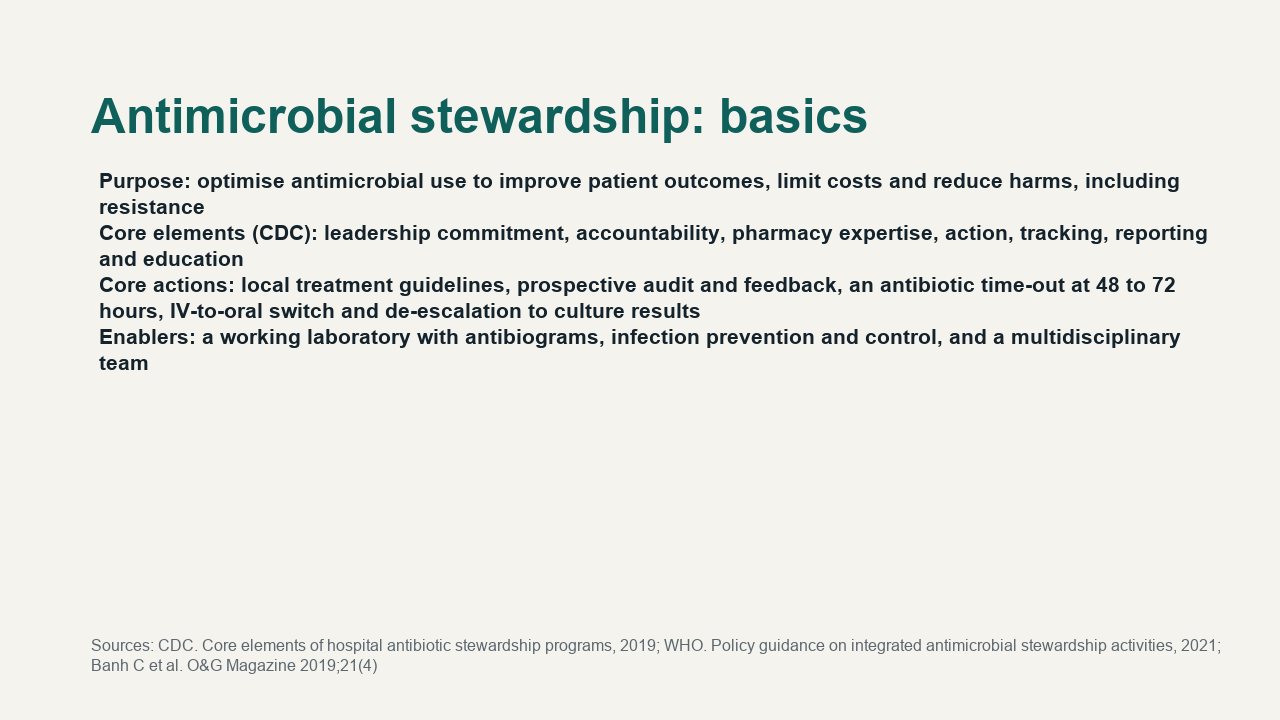 Antimicrobial stewardship: basics
Purpose: optimise antimicrobial use to improve patient outcomes, limit costs and reduce harms, including
resistance
Core elements (CDC): leadership commitment, accountability, pharmacy expertise, action, tracking, reporting
and education
Core actions: local treatment guidelines, prospective audit and feedback, an antibiotic time-out at 48 to 72
hours, IV-to-oral switch and de-escalation to culture results
Enablers: a working laboratory with antibiograms, infection prevention and control, and a multidisciplinary
team
Sources: CDC. Core elements of hospital antibiotic stewardship programs, 2019; WHO. Policy guidance on integrated antimicrobial stewardship activities, 2021;
Banh C et al. O&G Magazine 2019;21(4)